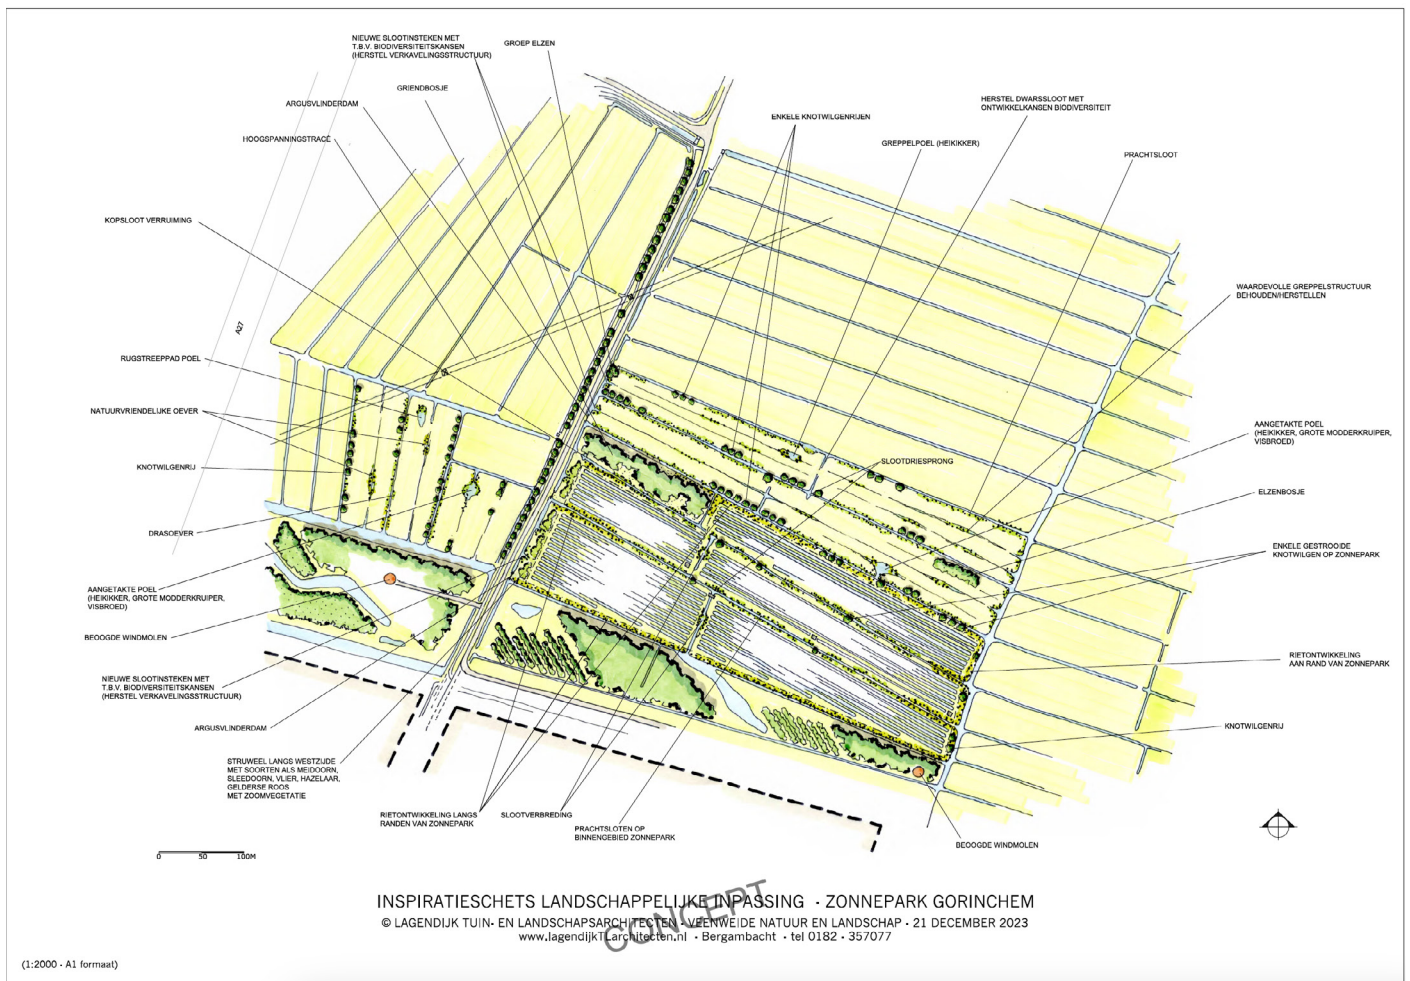 NIEUWE SLOOTINSTEKEN MET
T.B.V. BIODIVERSITEITSKANSEN
(HERSTEL VERKAVELINGSSTRUCTUUR)
GROEP ELZEN
GRIENDBOSJE
ARGUSVLINDERDAM
HOOGSPANNINGSTRACÉ
ENKELE KNOTWILGENRIJEN
HERSTEL DWARSSLOOT MET
ONTWIKKELKANSEN BIODIVERSITEIT
GREPPELPOEL (HEIKIKKER)
PRACHTSLOOT
KOPSLOOT VERRUIMING
WAARDEVOLLE GREPPELSTRUCTUUR
BEHOUDEN/HERSTELLEN
A27
RUGSTREEPPAD POEL
NATUURVRIENDELIJKE OEVER
AANGETAKTE POEL
(HEIKIKKER, GROTE MODDERKRUIPER,
VISBROED)
KNOTWILGENRIJ
SLOOTDRIESPRONG
ELZENBOSJE
DRASOEVER
ENKELE GESTROOIDE
KNOTWILGEN OP ZONNEPARK
AANGETAKTE POEL
(HEIKIKKER, GROTE MODDERKRUIPER,
VISBROED)
BEOOGDE WINDMOLEN
RIETONTWIKKELING
AAN RAND VAN ZONNEPARK
NIEUWE SLOOTINSTEKEN MET
T.B.V. BIODIVERSITEITSKANSEN
(HERSTEL VERKAVELINGSSTRUCTUUR)
ARGUSVLINDERDAM
KNOTWILGENRIJ
STRUWEEL LANGS WESTZIJDE
MET SOORTEN ALS MEIDOORN,
SLEEDOORN, VLIER, HAZELAAR,
GELDERSE ROOS
MET ZOOMVEGETATIE
RIETONTWIKKELING LANGS
RANDEN VAN ZONNEPARK
SLOOTVERBREDING
PRACHTSLOTEN OP
BINNENGEBIED ZONNEPARK
BEOOGDE WINDMOLEN
0 50 100M
INSPIRATIESCHETS LANDSCHAPPELIJKE INPASSING - ZONNEPARK GORINCHEM
© LAGENDIJK TUIN- EN LANDSCHAPSARCHITECTEN - VEENWEIDE NATUUR EN LANDSCHAP - 21 DECEMBER 2023
www.lagendijkTLarchitecten.nl - Bergambacht - tel 0182 - 357077
CONCEPT
(1:2000 - A1 formaat)